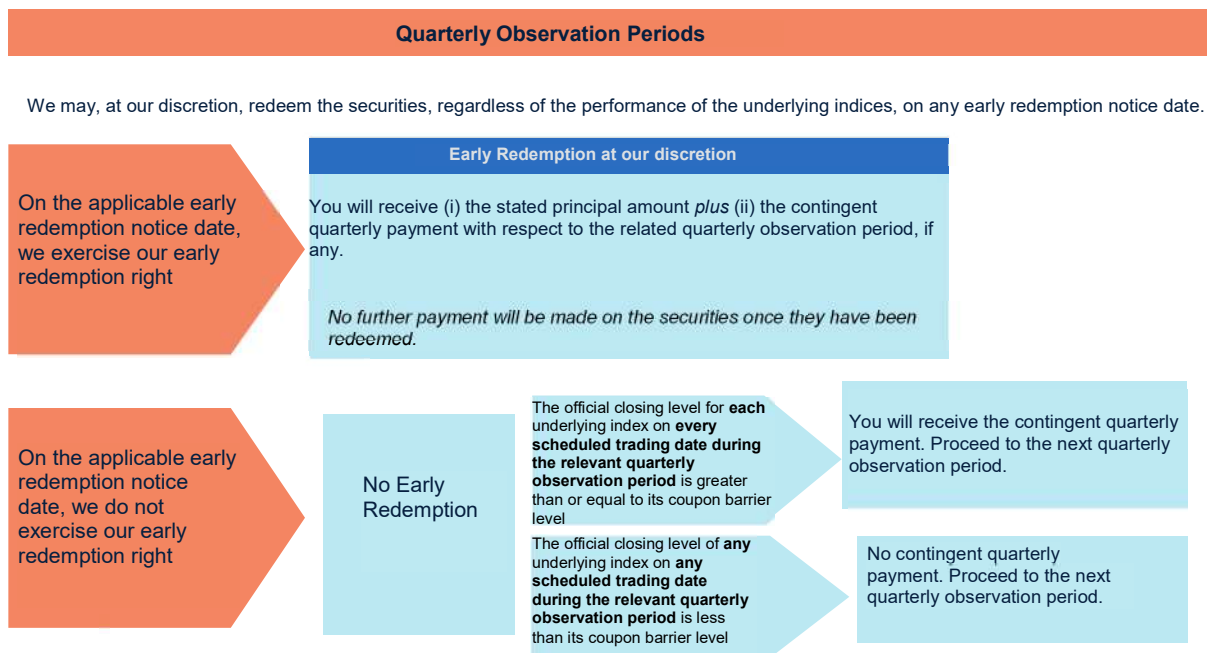 Quarterly Observation Periods
We may, at our discretion, redeem the securities, regardless of the performance of the underlying indices, on any early redemption notice date.
On the applicable early
redemption notice date,
we exercise our early
redemption right
Early Redemption at our discretion
You will receive (i) the stated principal amount plus (ii) the contingent
quarterly payment with respect to the related quarterly observation period, if
any.
No further payment will be made on the securities once they have been
redeemed.
On the applicable early
redemption notice
date, we do not
exercise our early
redemption right
No Early
Redemption
The official closing level for each
underlying index on every
scheduled trading date during
the relevant quarterly
observation period is greater
than or equal to its coupon barrier
level
You will receive the contingent quarterly
payment. Proceed to the next quarterly
observation period.
The official closing level of any
underlying index on any
scheduled trading date
during the relevant quarterly
observation period is less
than its coupon barrier level
No contingent quarterly
payment. Proceed to the next
quarterly observation period.